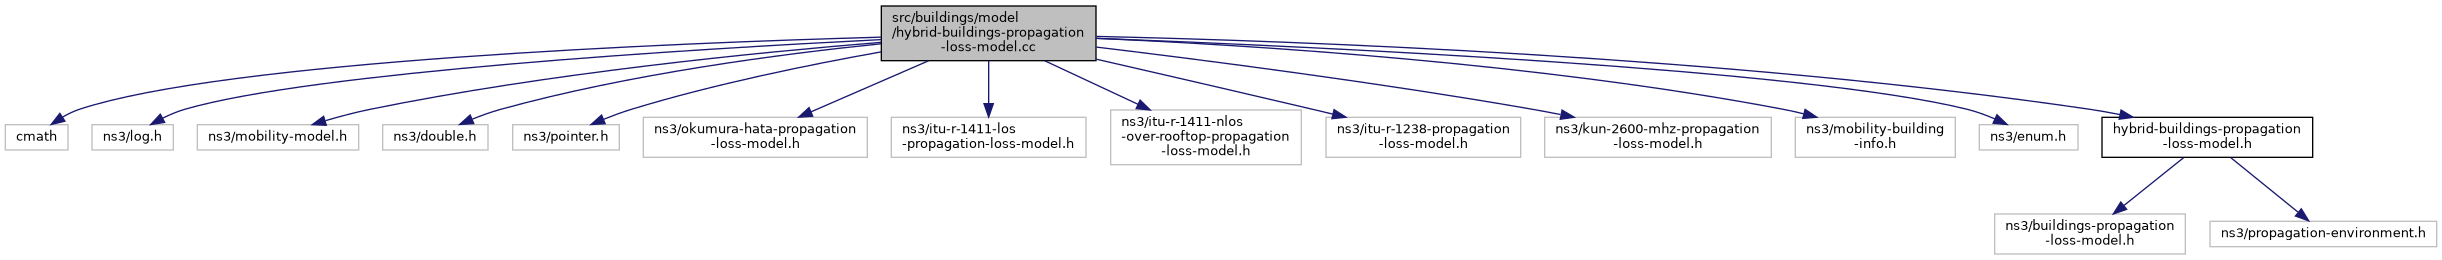 src/buildings/model
/hybrid-buildings-propagation
-loss-model.cc
cmath
ns3/log.h
ns3/mobility-model.h
ns3/double.h
ns3/pointer.h
ns3/okumura-hata-propagation
-loss-model.h
ns3/itu-r-1411-los
-propagation-loss-model.h
ns3/itu-r-1411-nlos
-over-rooftop-propagation
-loss-model.h
ns3/itu-r-1238-propagation
-loss-model.h
ns3/kun-2600-mhz-propagation
-loss-model.h
ns3/mobility-building
-info.h
ns3/enum.h
hybrid-buildings-propagation
-loss-model.h
ns3/buildings-propagation
-loss-model.h
ns3/propagation-environment.h